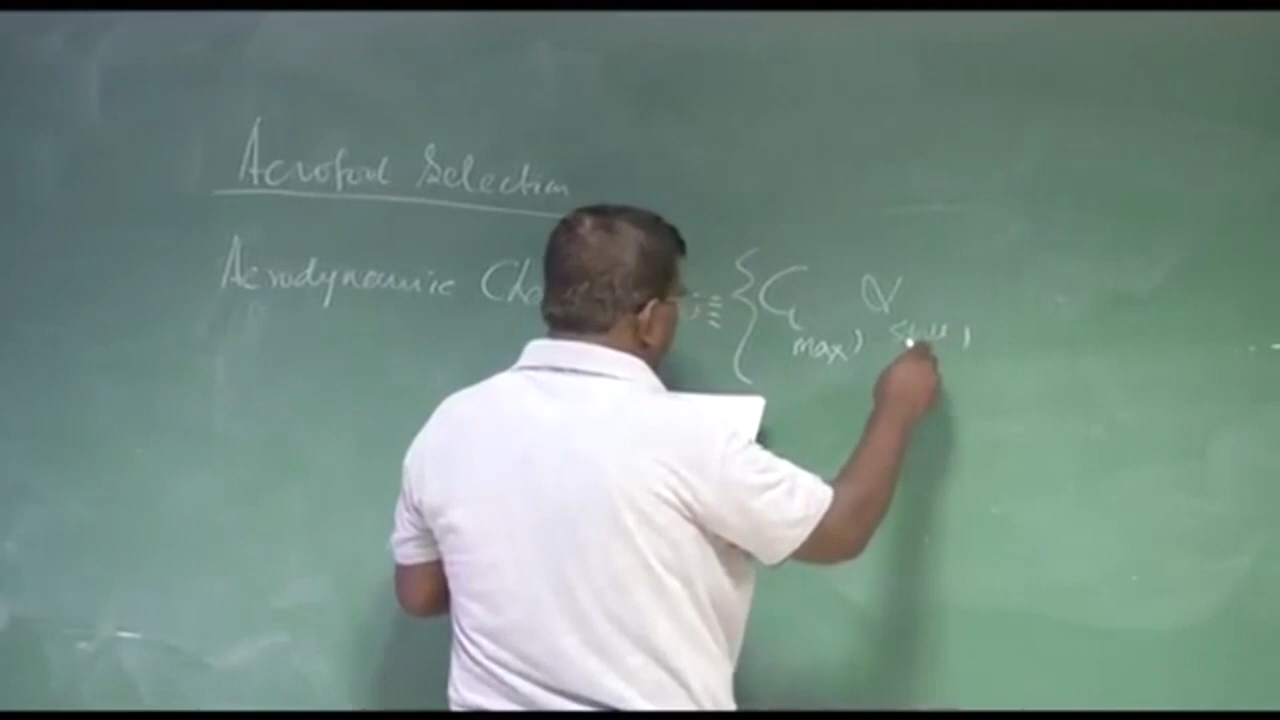 Aerofoil Selection
Aerodynamic Cha : ≡ { CL max, α stall,